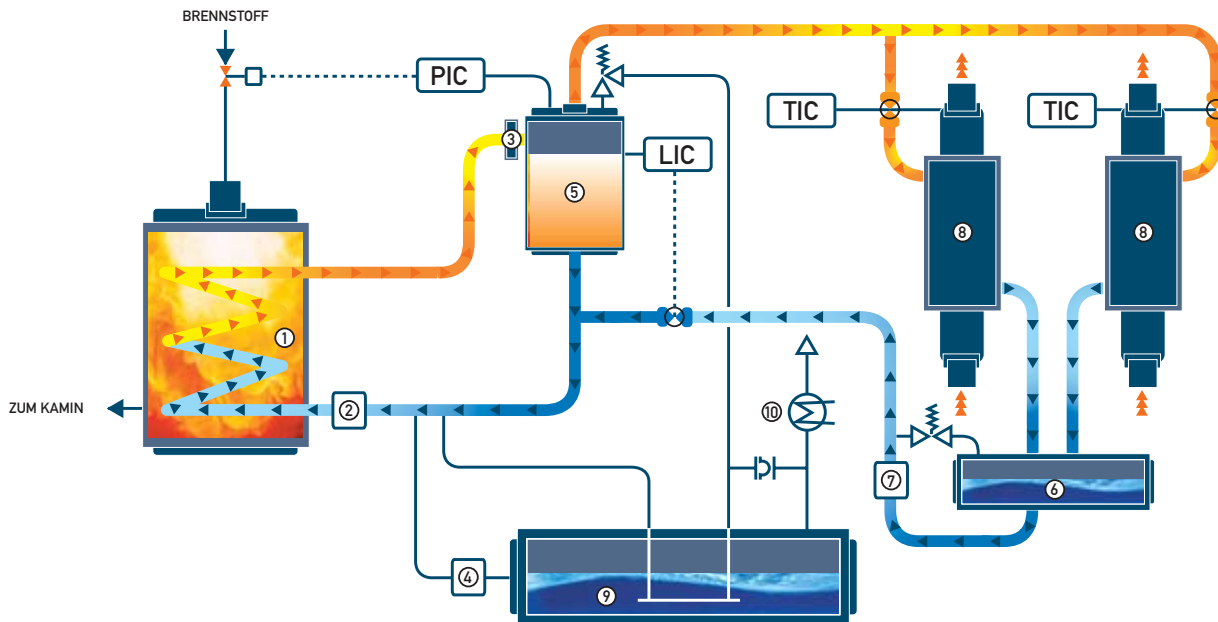 BRENNSTOFF
PIC
TIC
TIC
③
LIC
⑤
⑧
⑧
①
ZUM KAMIN
②
⑩
⑦
⑥
④
⑨